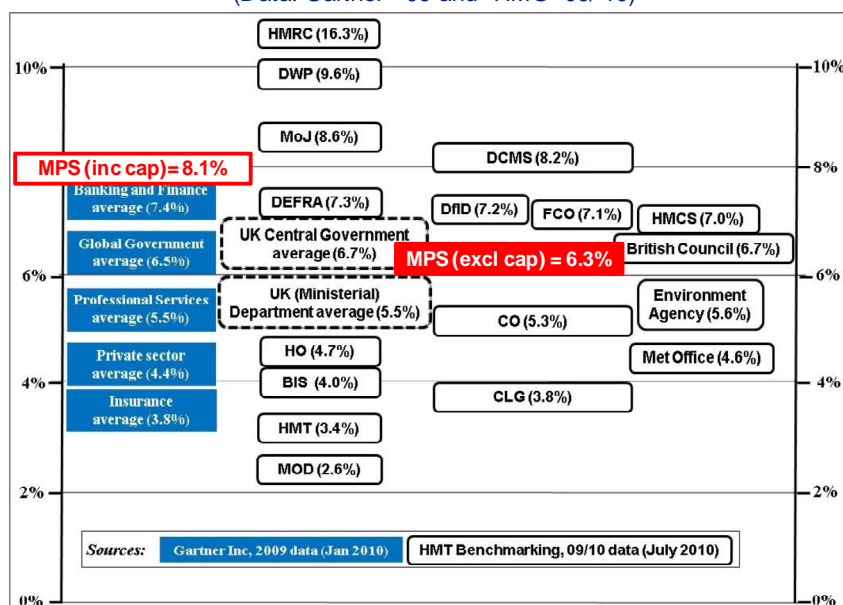 HMRC (16.3%)
10%
10%
DWP (9.6%)
MoJ (8.6%)
DCMS (8.2%)
MPS (inc cap) = 8.1%
8%
Banking and Finance
average (7.4%)
DEFRA (7.3%)
DfID (7.2%)
FCO (7.1%)
HMCS (7.0%)
UK Central Government
average (6.7%)
Global Government
average (6.5%)
MPS (excl cap) = 6.3%
British Council (6.7%)
6%
6%
UK (Ministerial)
Department average (5.5%)
Professional Services
average (5.5%)
Environment
Agency (5.6%)
CO (5.3%)
HO (4.7%)
Private sector
average (4.4%)
Met Office (4.6%)
BIS (4.0%)
4%
4%
CLG (3.8%)
Insurance
average (3.8%)
HMT (3.4%)
MOD (2.6%)
2%
2%
Sources:
Gartner Inc, 2009 data (Jan 2010)
HMT Benchmarking, 09/10 data (July 2010)
0%
0%